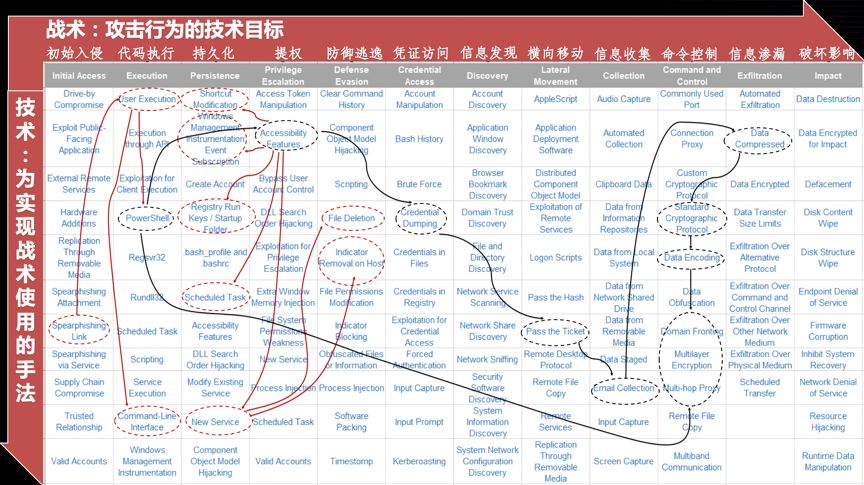 战术：攻击行为的技术目标
初始入侵 代码执行 持久化 提权 防御逃逸 凭证访问 信息发现 横向移动 信息收集 命令控制 信息渗漏 破坏影响
技术：为实现战术使用的手法
Initial Access Execution Persistence Privilege Escalation Defense Evasion Credential Access Discovery Lateral Movement Collection Command and Control Exfiltration Impact
Drive-by Compromise User Execution Shortcut Modification Access Token Manipulation Clear Command History Account Manipulation Account Discovery AppleScript Audio Capture Commonly Used Port Automated Exfiltration Data Destruction
Exploit Public-Facing Application Execution through API Windows Management Instrumentation Event Subscription Accessibility Features Component Object Model Hijacking Bash History Application Window Discovery Application Deployment Software Automated Collection Connection Proxy Data Compressed Data Encrypted for Impact
External Remote Services Exploitation for Client Execution Create Account Bypass User Account Control Scripting Brute Force Browser Bookmark Discovery Distributed Component Object Model Clipboard Data Custom Cryptographic Protocol Data Encrypted Defacement
Hardware Additions PowerShell Registry Run Keys / Startup Folder DLL Search Order Hijacking File Deletion Credential Dumping Domain Trust Discovery Exploitation of Remote Services Data from Information Repositories Standard Cryptographic Protocol Data Transfer Size Limits Disk Content Wipe
Replication Through Removable Media Regsvr32 .bash_profile and .bashrc Exploitation for Privilege Escalation Indicator Removal on Host Credentials in Files File and Directory Discovery Logon Scripts Data from Local System Data Encoding Exfiltration Over Alternative Protocol Disk Structure Wipe
Spearphishing Attachment Rundll32 Scheduled Task Extra Window Memory Injection File Permissions Modification Credentials in Registry Network Service Scanning Pass the Hash Data from Network Shared Drive Data Obfuscation Exfiltration Over Command and Control Channel Endpoint Denial of Service
Spearphishing Link Scheduled Task Accessibility Features File System Permissions Weakness Indicator Blocking Exploitation for Credential Access Network Share Discovery Pass the Ticket Data from Removable Media Domain Fronting Exfiltration Over Other Network Medium Firmware Corruption
Spearphishing via Service Scripting DLL Search Order Hijacking New Service Obfuscated Files or Information Forced Authentication Network Sniffing Remote Desktop Protocol Data Staged Multilayer Encryption Exfiltration Over Physical Medium Inhibit System Recovery
Supply Chain Compromise Service Execution Modify Existing Service Process Injection Process Injection Input Capture Security Software Discovery Remote File Copy Email Collection Multi-hop Proxy Scheduled Transfer Network Denial of Service
Trusted Relationship Command-Line Interface New Service Scheduled Task Software Packing Input Prompt System Information Discovery Remote Services Input Capture Remote File Copy Resource Hijacking
Valid Accounts Windows Management Instrumentation Component Object Model Hijacking Valid Accounts Timestomp Kerberoasting System Network Configuration Discovery Replication Through Removable Media Screen Capture Multiband Communication Runtime Data Manipulation